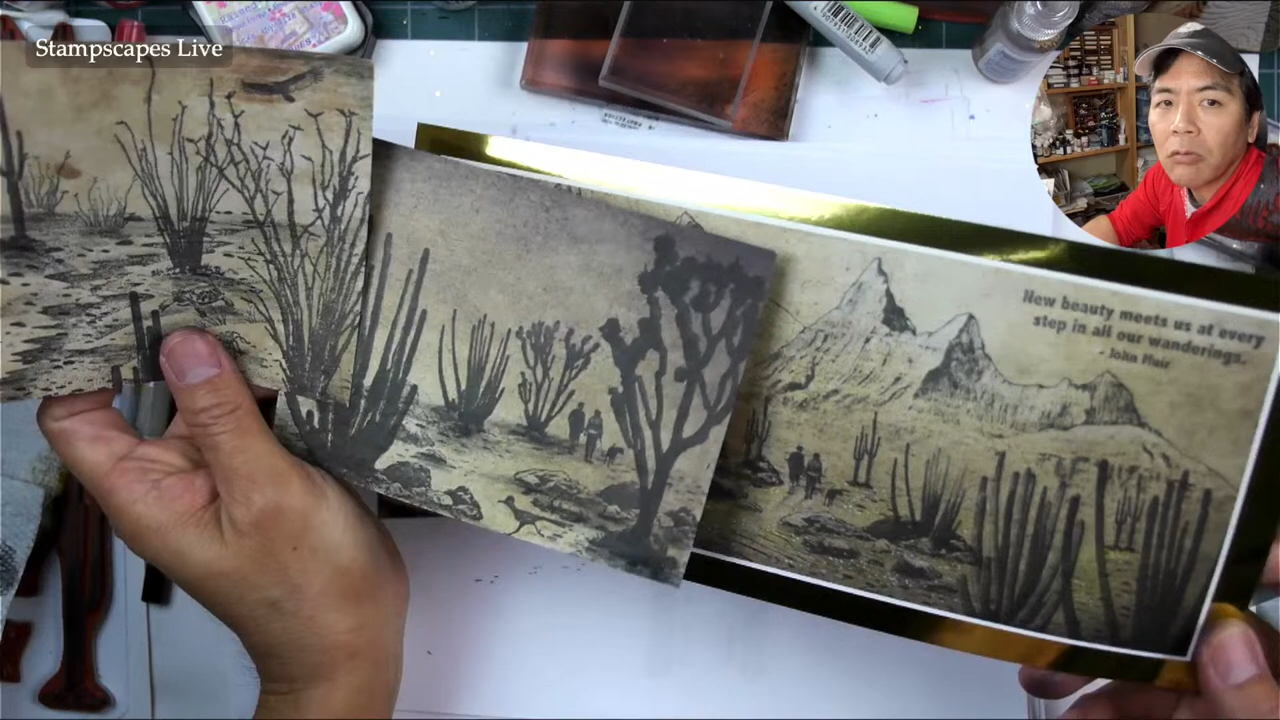 Stampscapes Live
New beauty meets us at every
step in all our wanderings.
- John Muir